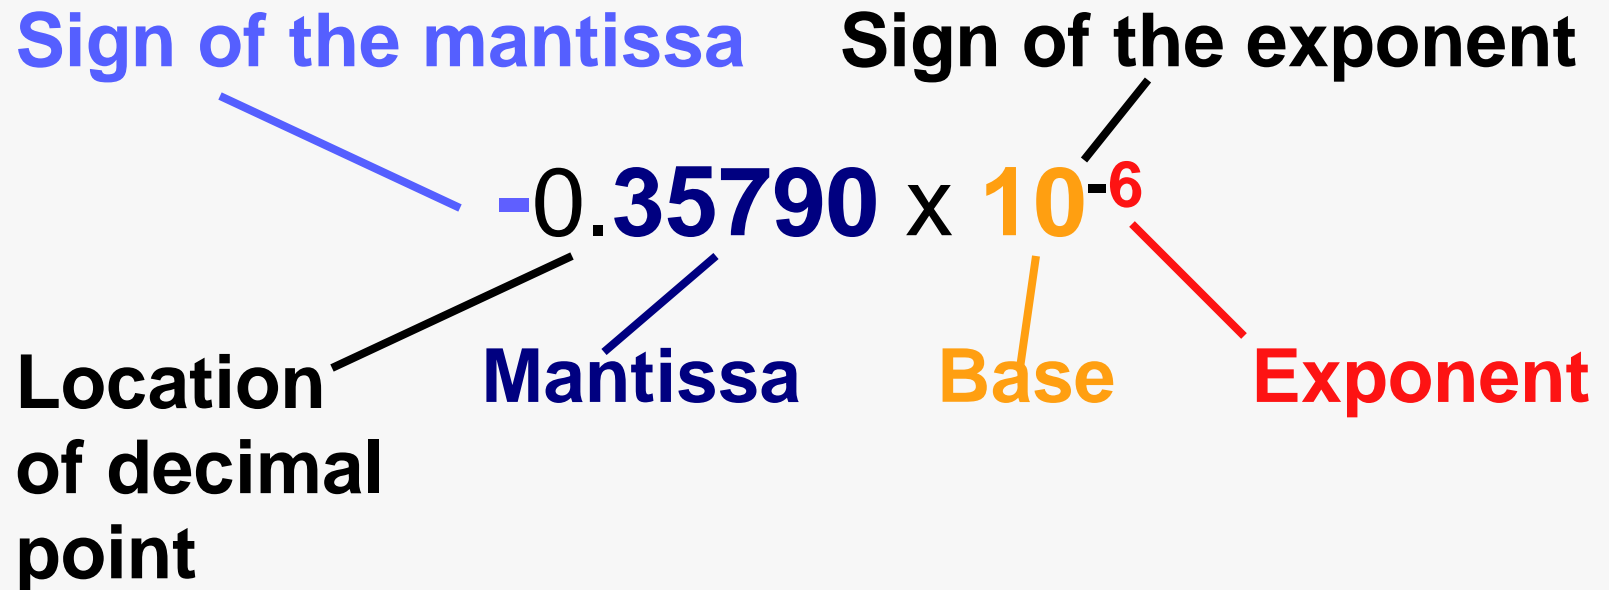 Sign of the mantissa Sign of the exponent
-0.35790 x 10-6
Location Mantissa Base Exponent
of decimal
point